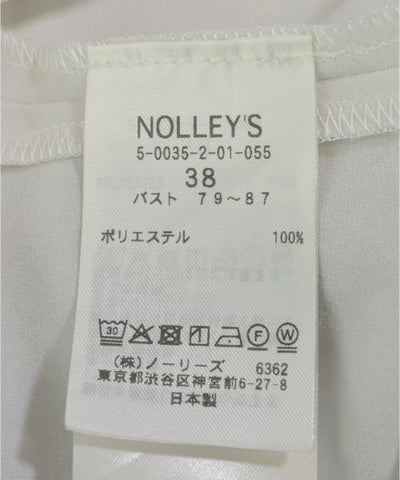 NOLLEY'S
5-0035-2-01-055
38
バスト 79~87
ポリエステル 100%
30 F W
(株)ノーリーズ 6362
東京都渋谷区神宮前6-27-8
日本製